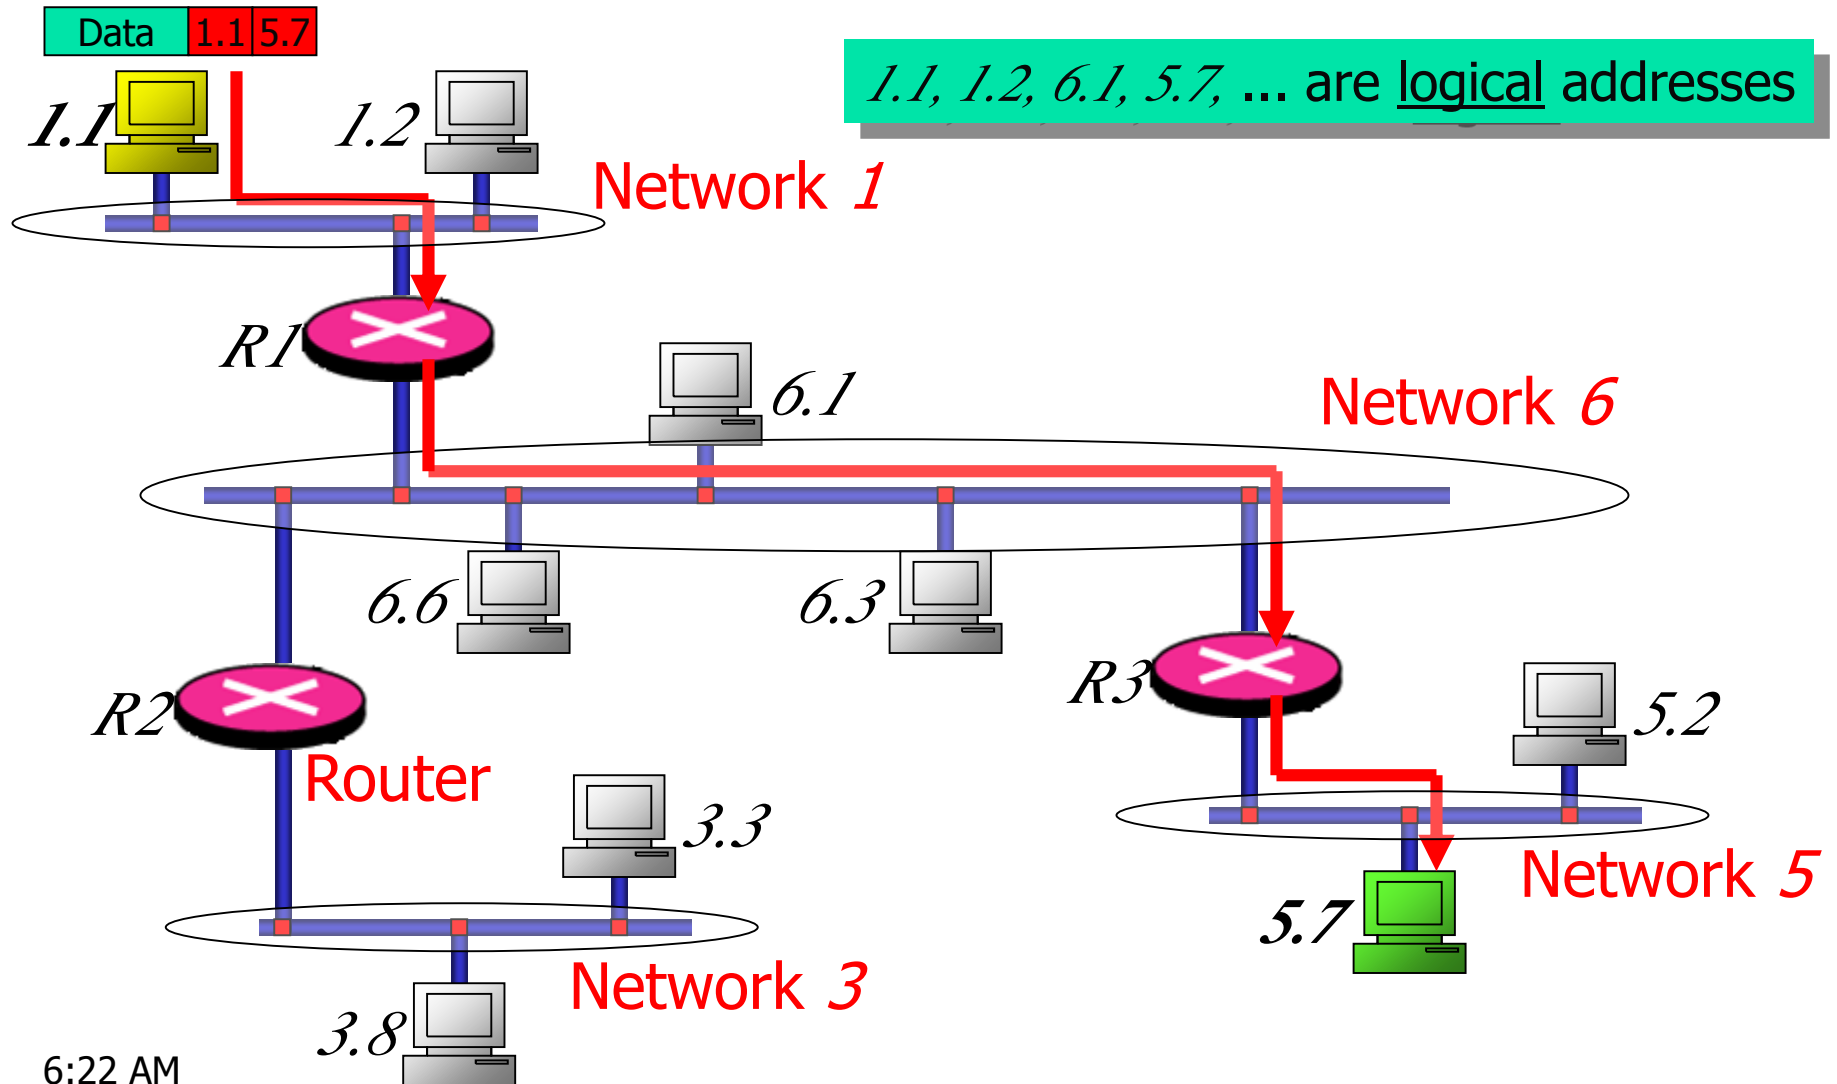 Data 1.1 5.7
1.1, 1.2, 6.1, 5.7, ... are logical addresses
1.1
1.2
Network 1
R1
6.1
Network 6
6.6
6.3
R2
R3
5.2
Router
3.3
Network 5
5.7
Network 3
3.8
6:22 AM